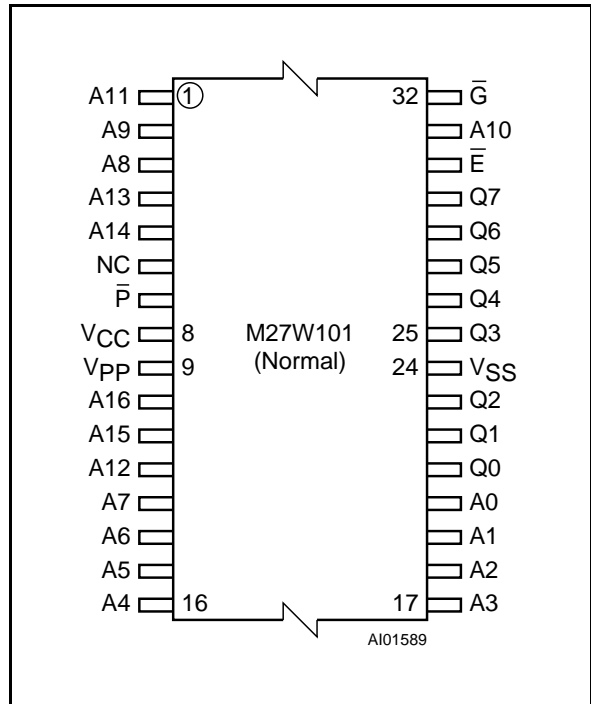 A11 1 32 G̅
A9 A10
A8 E̅
A13 Q7
A14 Q6
NC Q5
P̅ Q4
VCC 8 M27W101 25 Q3
VPP 9 (Normal) 24 VSS
A16 Q2
A15 Q1
A12 Q0
A7 A0
A6 A1
A5 A2
A4 16 17 A3
AI01589